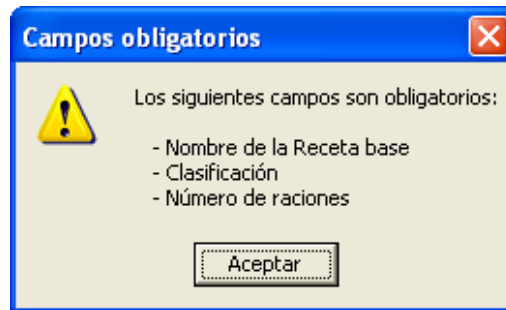 Campos obligatorios
Los siguientes campos son obligatorios:
- Nombre de la Receta base
- Clasificación
- Número de raciones
Aceptar